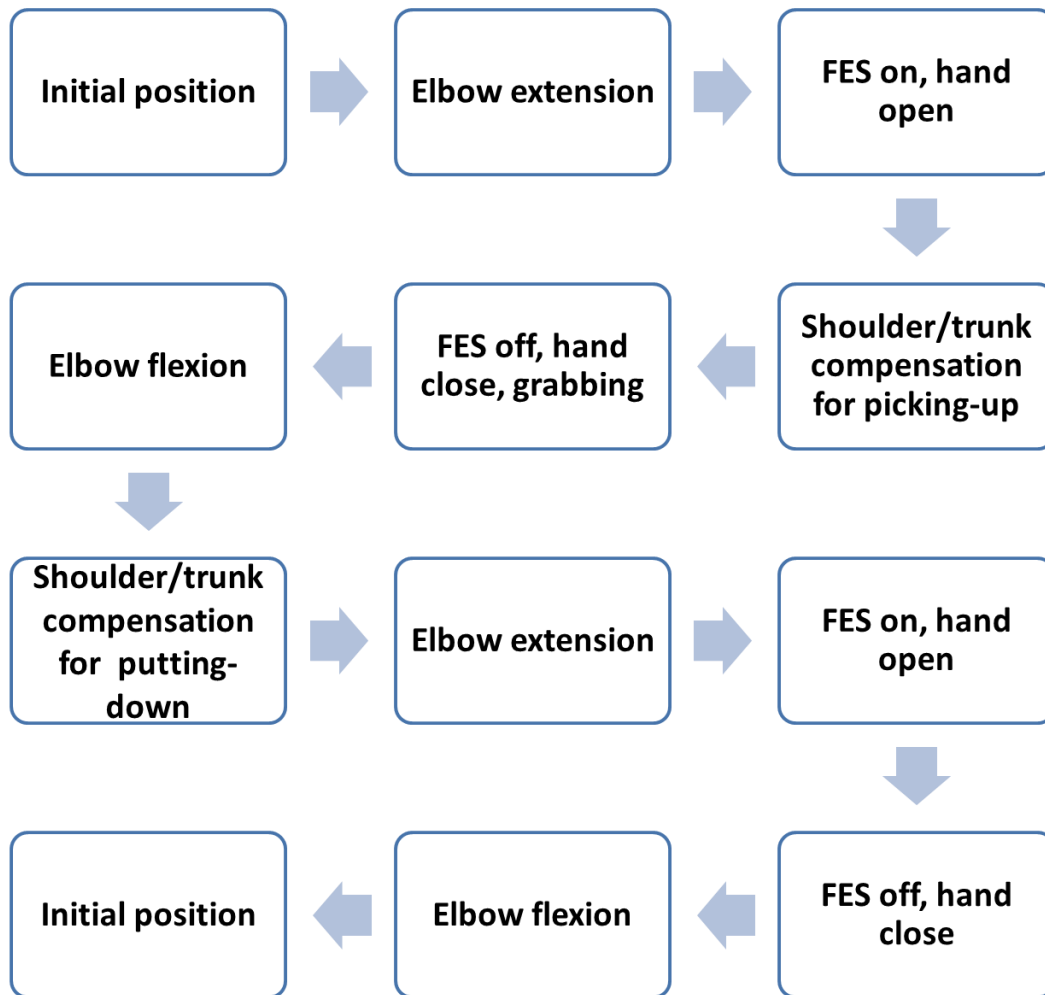 Initial position
Elbow extension
FES on, hand
open
Shoulder/trunk
compensation
for picking-up
FES off, hand
close, grabbing
Elbow flexion
Shoulder/trunk
compensation
for putting-
down
Elbow extension
FES on, hand
open
FES off, hand
close
Elbow flexion
Initial position